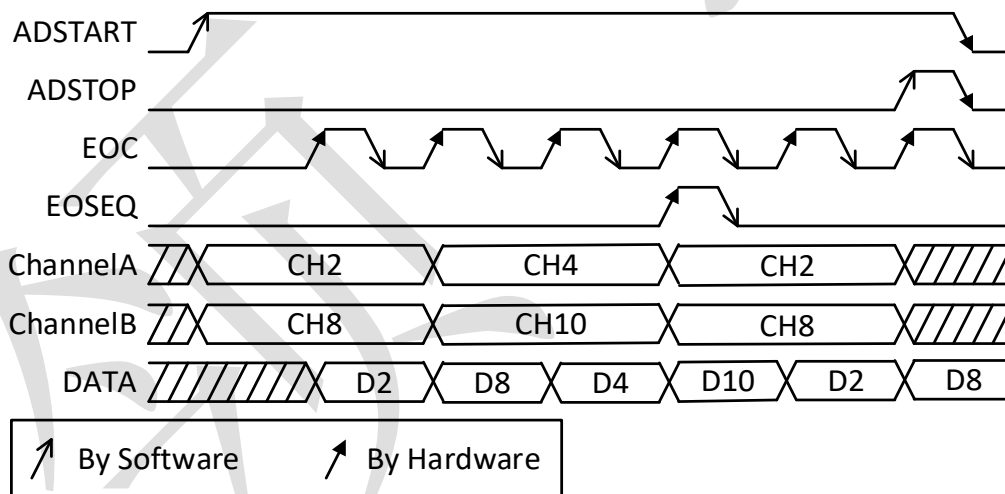 ADSTART
ADSTOP
EOC
EOSEQ
ChannelA CH2 CH4 CH2
ChannelB CH8 CH10 CH8
DATA D2 D8 D4 D10 D2 D8
By Software By Hardware